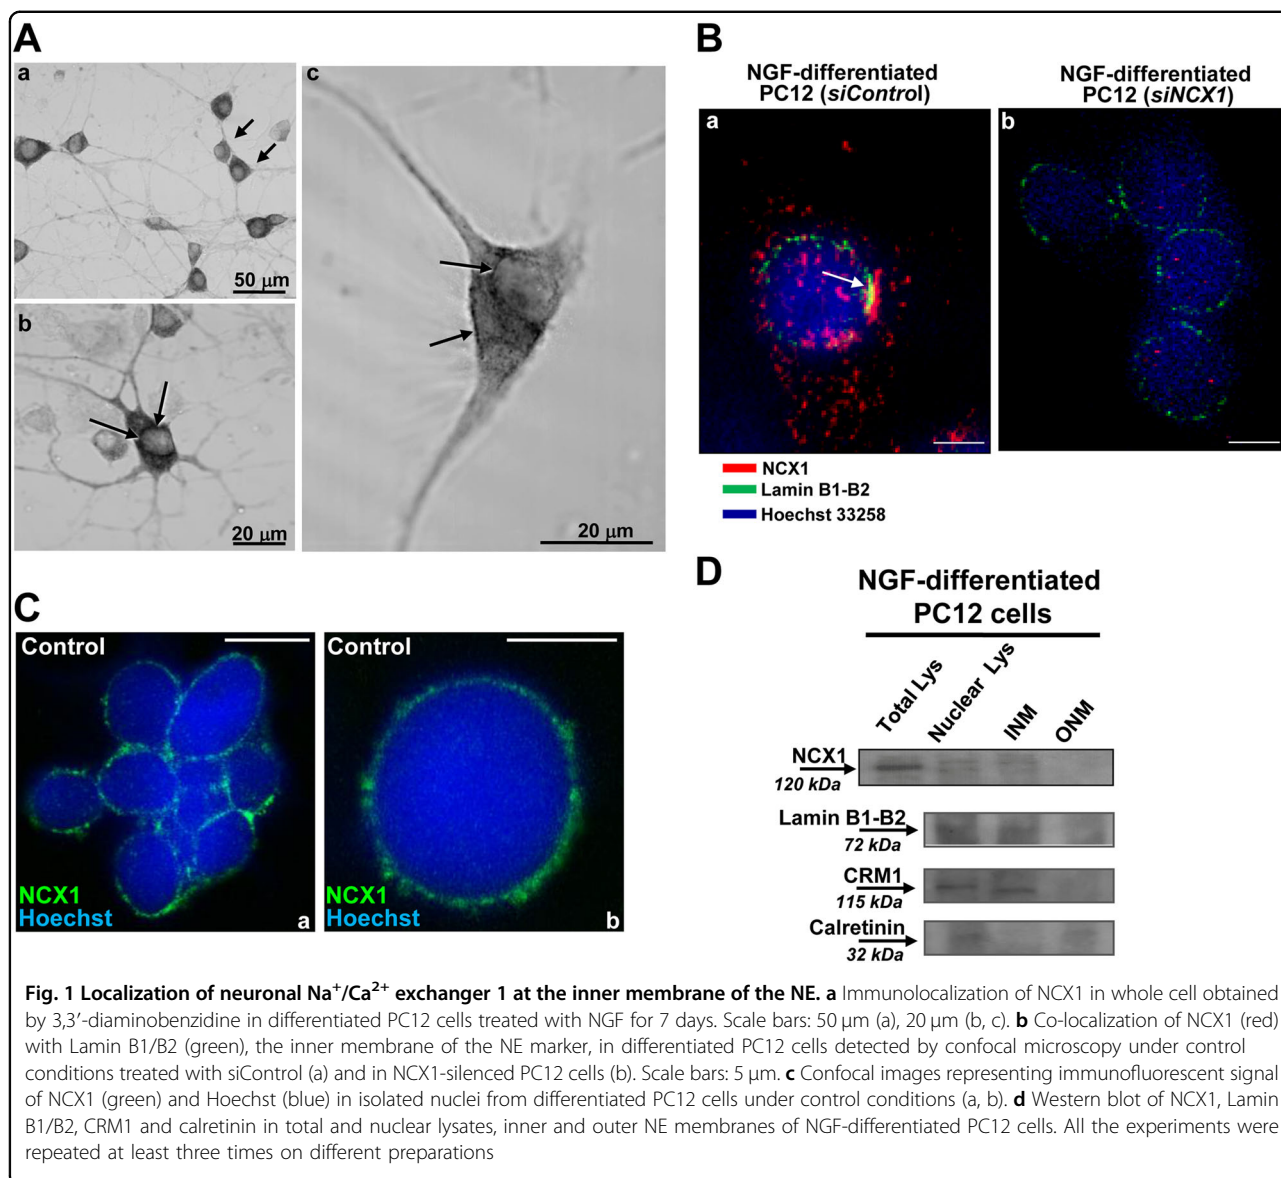 A
a
50 μm
b
20 μm
c
20 μm
B
NGF-differentiated
PC12 (siControl)
a
NGF-differentiated
PC12 (siNCX1)
b
NCX1
Lamin B1-B2
Hoechst 33258
C
Control
NCX1
Hoechst
a
Control
NCX1
Hoechst
b
D
NGF-differentiated
PC12 cells
Total Lys
Nuclear Lys
INM
ONM
NCX1
120 kDa
Lamin B1-B2
72 kDa
CRM1
115 kDa
Calretinin
32 kDa
Fig. 1 Localization of neuronal Na⁺/Ca²⁺ exchanger 1 at the inner membrane of the NE. a Immunolocalization of NCX1 in whole cell obtained
by 3,3′-diaminobenzidine in differentiated PC12 cells treated with NGF for 7 days. Scale bars: 50 µm (a), 20 µm (b, c). b Co-localization of NCX1 (red)
with Lamin B1/B2 (green), the inner membrane of the NE marker, in differentiated PC12 cells detected by confocal microscopy under control
conditions treated with siControl (a) and in NCX1-silenced PC12 cells (b). Scale bars: 5 µm. c Confocal images representing immunofluorescent signal
of NCX1 (green) and Hoechst (blue) in isolated nuclei from differentiated PC12 cells under control conditions (a, b). d Western blot of NCX1, Lamin
B1/B2, CRM1 and calretinin in total and nuclear lysates, inner and outer NE membranes of NGF-differentiated PC12 cells. All the experiments were
repeated at least three times on different preparations